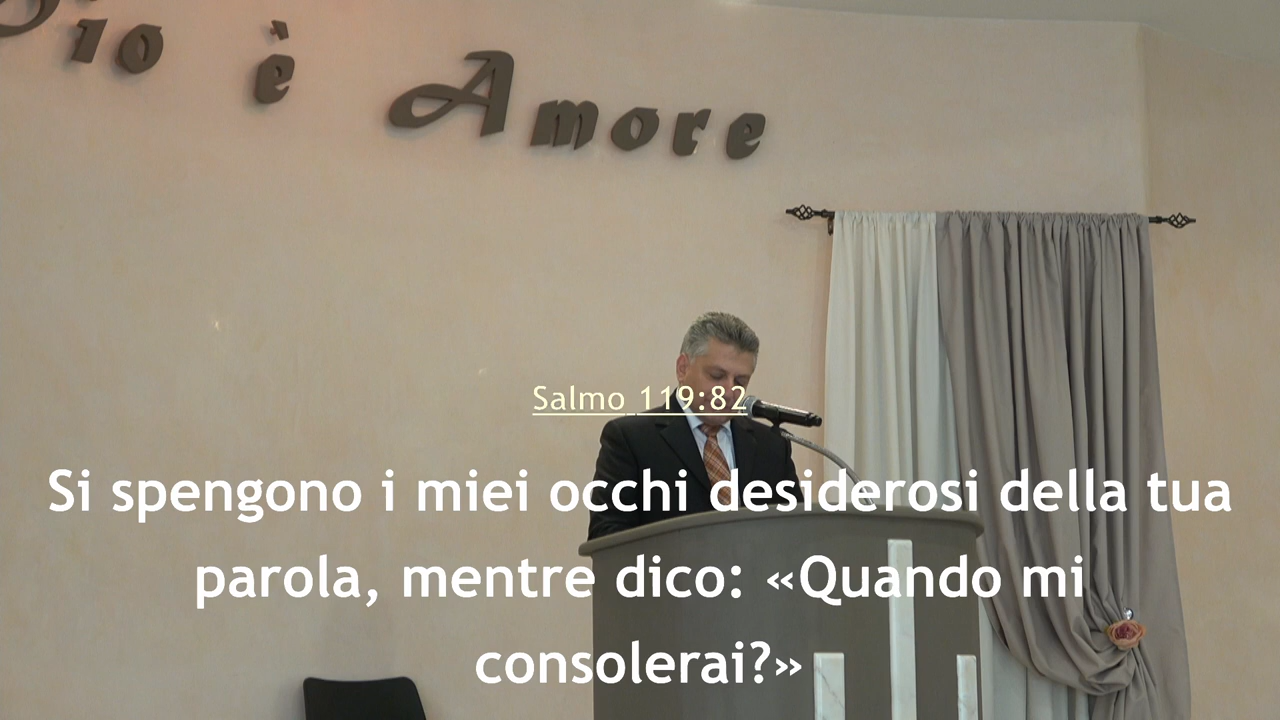 Dio è Amore
Salmo 119:82
Si spengono i miei occhi desiderosi della tua
parola, mentre dico: «Quando mi
consolerai?»